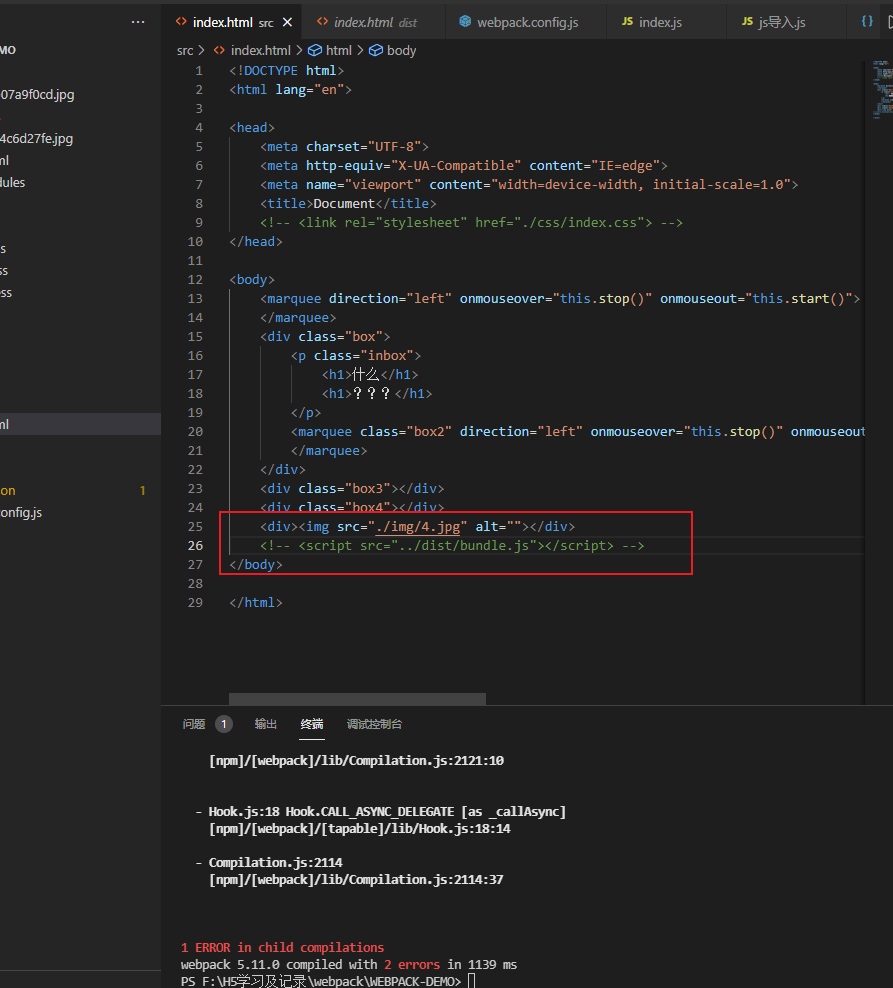 index.html src
index.html dist
webpack.config.js
JS index.js
JS js导入.js
{}
MO
src > index.html > html > body
07a9f0cd.jpg
4c6d27fe.jpg
ml
dules
s
ss
ess
ml
on 1
onfig.js
1 <!DOCTYPE html>
2 <html lang="en">
3
4 <head>
5 <meta charset="UTF-8">
6 <meta http-equiv="X-UA-Compatible" content="IE=edge">
7 <meta name="viewport" content="width=device-width, initial-scale=1.0">
8 <title>Document</title>
9 <!-- <link rel="stylesheet" href="./css/index.css"> -->
10 </head>
11
12 <body>
13 <marquee direction="left" onmouseover="this.stop()" onmouseout="this.start()">
14 </marquee>
15 <div class="box">
16 <p class="inbox">
17 <h1>什么</h1>
18 <h1>？？？</h1>
19 </p>
20 <marquee class="box2" direction="left" onmouseover="this.stop()" onmouseout
21 </marquee>
22 </div>
23 <div class="box3"></div>
24 <div class="box4"></div>
25 <div><img src="./img/4.jpg" alt=""></div>
26 <!-- <script src="../dist/bundle.js"></script> -->
27 </body>
28
29 </html>
问题 1 输出 终端 调试控制台
[npm]/[webpack]/lib/Compilation.js:2121:10
- Hook.js:18 Hook.CALL_ASYNC_DELEGATE [as _callAsync]
[npm]/[webpack]/[tapable]/lib/Hook.js:18:14
- Compilation.js:2114
[npm]/[webpack]/lib/Compilation.js:2114:37
1 ERROR in child compilations
webpack 5.11.0 compiled with 2 errors in 1139 ms
PS F:\H5学习及记录\webpack\WEBPACK-DEMO>